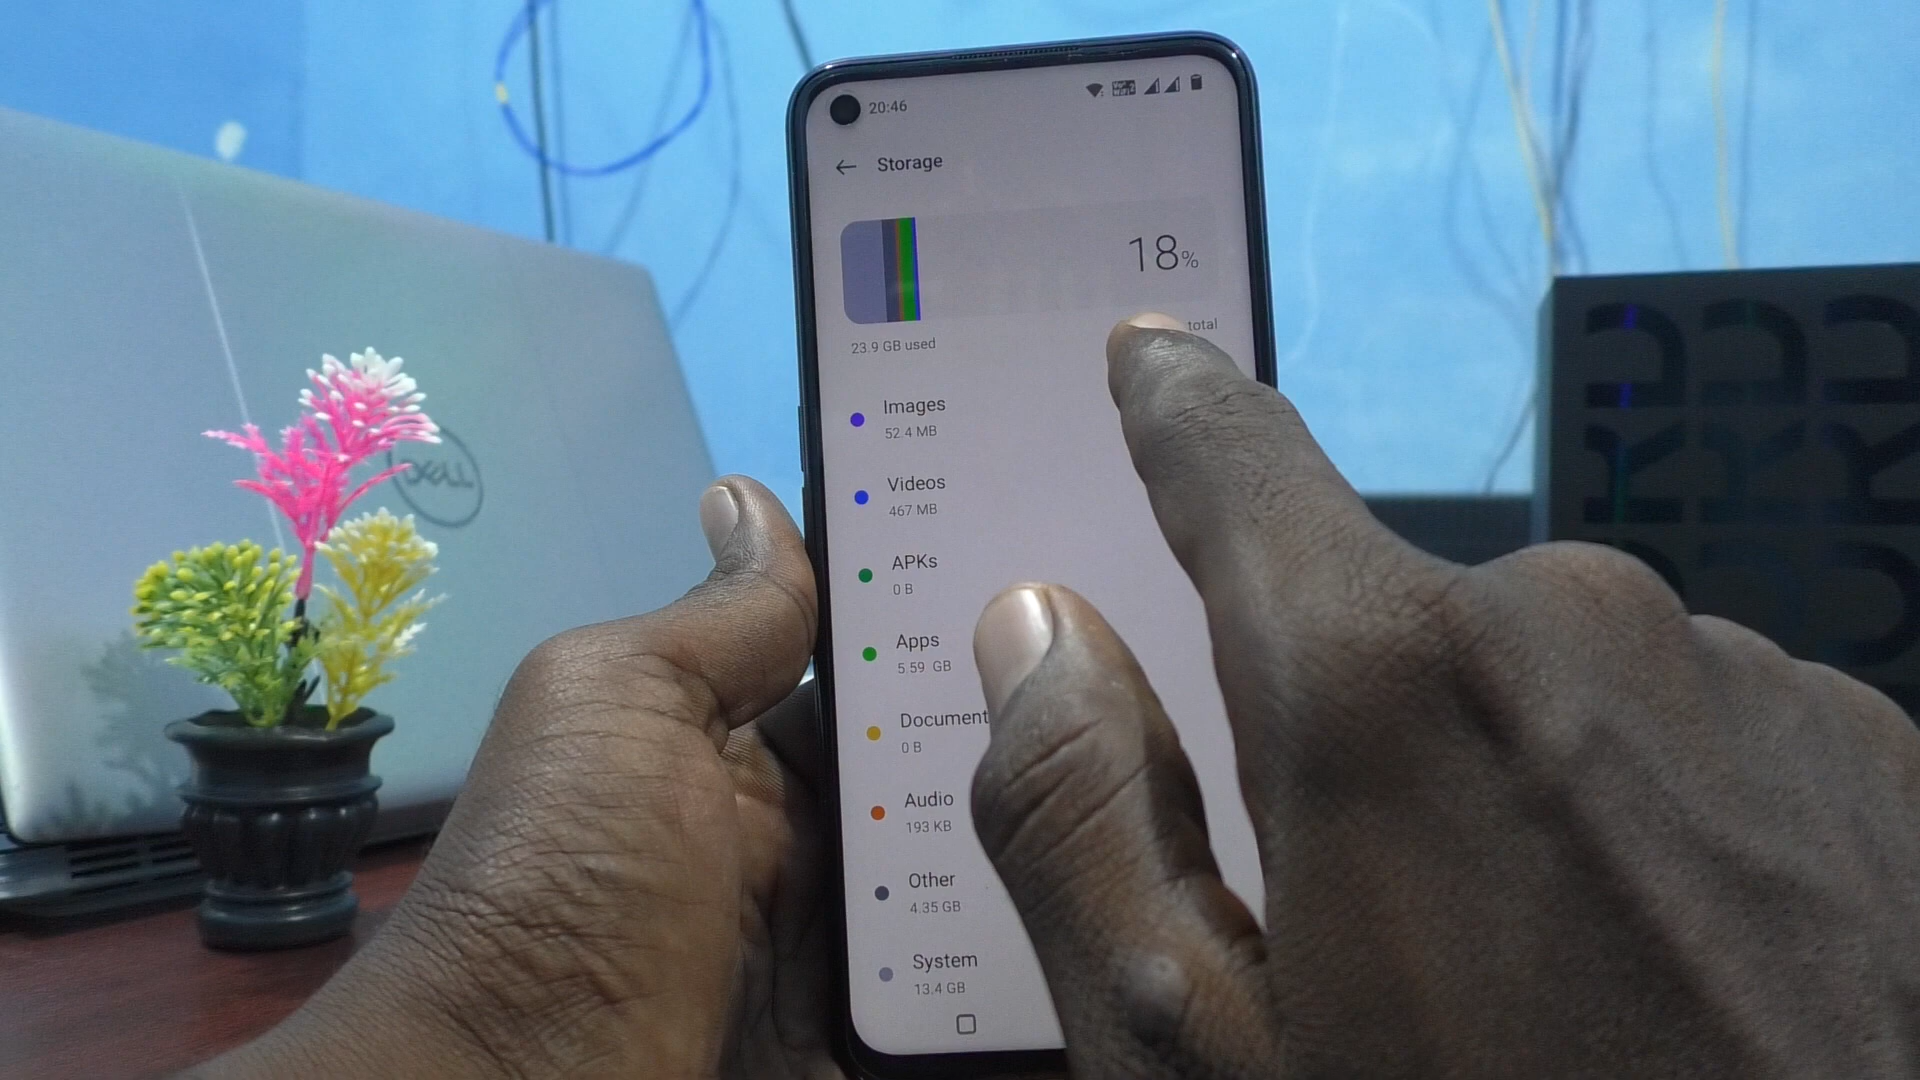 20:46
Storage
18%
total
23.9 GB used
Images
52.4 MB
Videos
467 MB
APKs
0 B
Apps
5.59 GB
Document
0 B
Audio
193 KB
Other
4.35 GB
System
13.4 GB
DELL